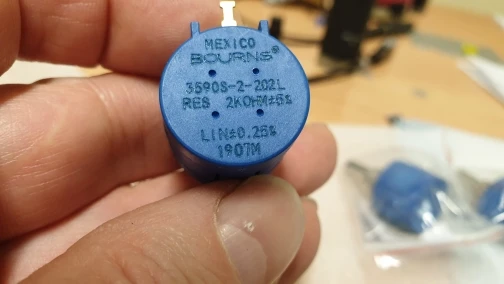 MEXICO
BOURNS®
3590S-2-202L
RES 2KOHM±5%
LIN±0.25%
1907M